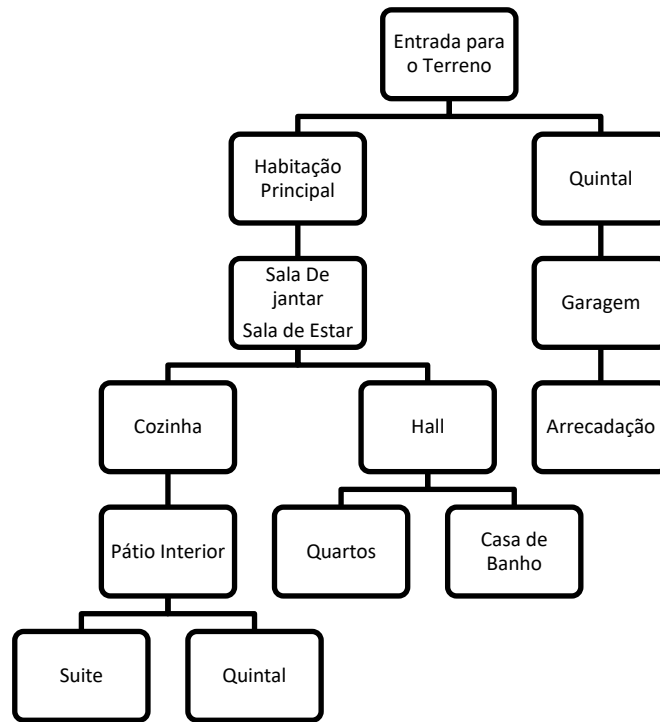 Entrada para
o Terreno
Habitação
Principal
Quintal
Sala De
jantar
Sala de Estar
Garagem
Cozinha
Hall
Arrecadação
Pátio Interior
Quartos
Casa de
Banho
Suite
Quintal